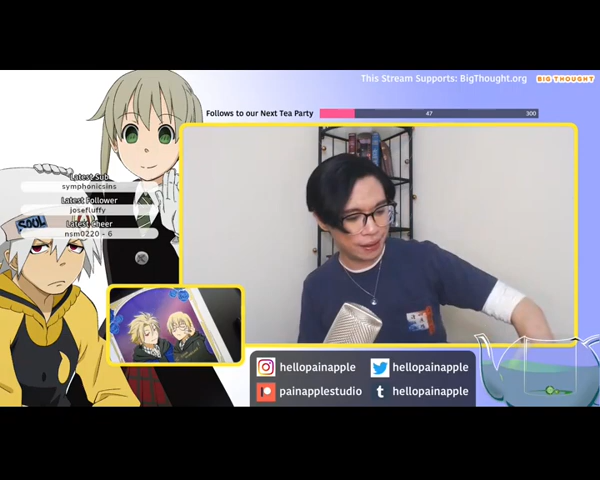 This Stream Supports: BigThought.org
BIG THOUGHT
Follows to our Next Tea Party
47
300
Latest Sub
symphonicsins
Latest Follower
josefluffy
Latest Cheer
nsm0220 - 6
SOUL
hellopainapple
hellopainapple
painapplestudio
hellopainapple